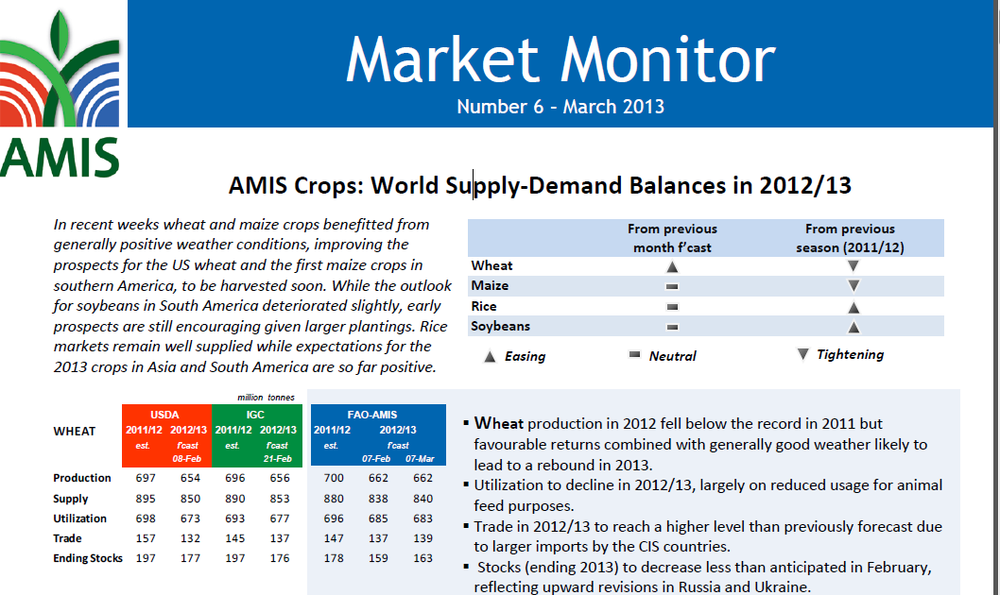 AMIS
Market Monitor
Number 6 – March 2013
AMIS Crops: World Supply-Demand Balances in 2012/13
In recent weeks wheat and maize crops benefitted from
generally positive weather conditions, improving the
prospects for the US wheat and the first maize crops in
southern America, to be harvested soon. While the outlook
for soybeans in South America deteriorated slightly, early
prospects are still encouraging given larger plantings. Rice
markets remain well supplied while expectations for the
2013 crops in Asia and South America are so far positive.
From previous From previous
month f'cast season (2011/12)
Wheat
Maize
Rice
Soybeans
Easing Neutral Tightening
million tonnes
USDA IGC FAO-AMIS
WHEAT 2011/12 2012/13 2011/12 2012/13 2011/12 2012/13
est. f'cast est. f'cast est. f'cast
08-Feb 21-Feb 07-Feb 07-Mar
Production 697 654 696 656 700 662 662
Supply 895 850 890 853 880 838 840
Utilization 698 673 693 677 696 685 683
Trade 157 132 145 137 147 137 139
Ending Stocks 197 177 197 176 178 159 163
▪ Wheat production in 2012 fell below the record in 2011 but
favourable returns combined with generally good weather likely to
lead to a rebound in 2013.
▪ Utilization to decline in 2012/13, largely on reduced usage for animal
feed purposes.
▪ Trade in 2012/13 to reach a higher level than previously forecast due
to larger imports by the CIS countries.
▪ Stocks (ending 2013) to decrease less than anticipated in February,
reflecting upward revisions in Russia and Ukraine.